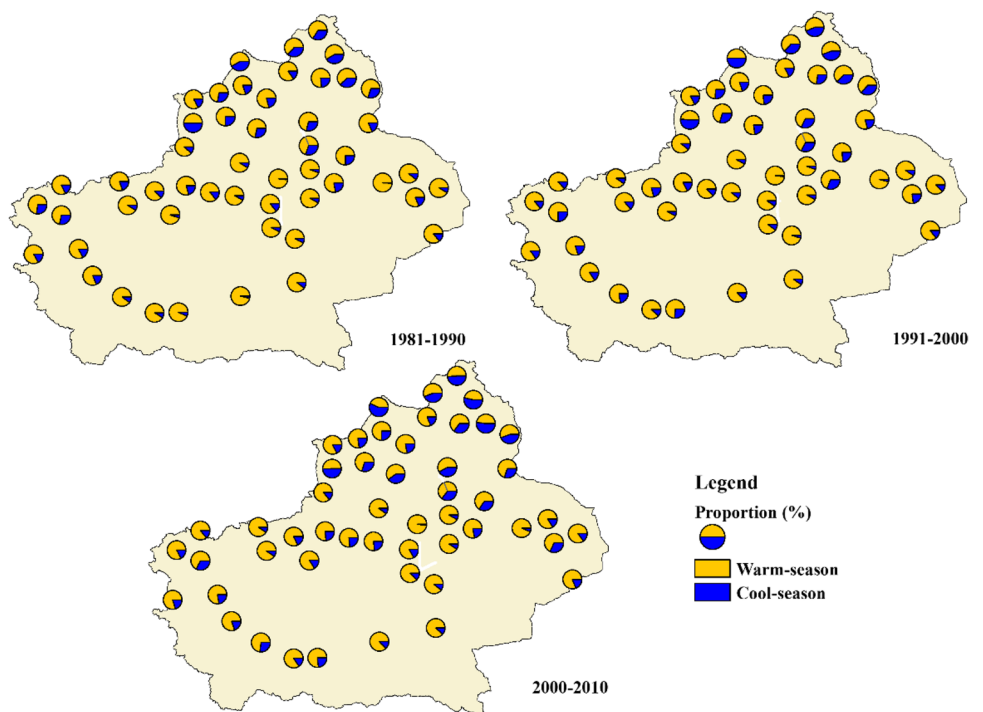 1981-1990
1991-2000
2000-2010
Legend
Proportion (%)
Warm-season
Cool-season